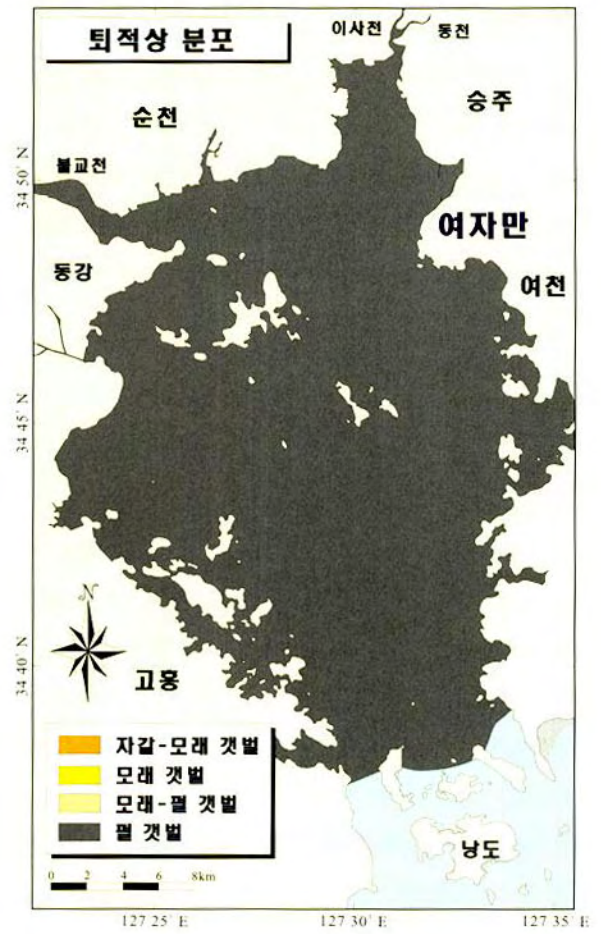 퇴적상 분포
이사천
동천
순천
승주
불교천
34 50' N
여자만
동강
여천
34 45' N
N
34 40' N
고흥
자갈-모래 갯벌
모래 갯벌
모래-펄 갯벌
펄 갯벌
낭도
0 2 4 6 8km
127 25' E
127 30' E
127 35' E